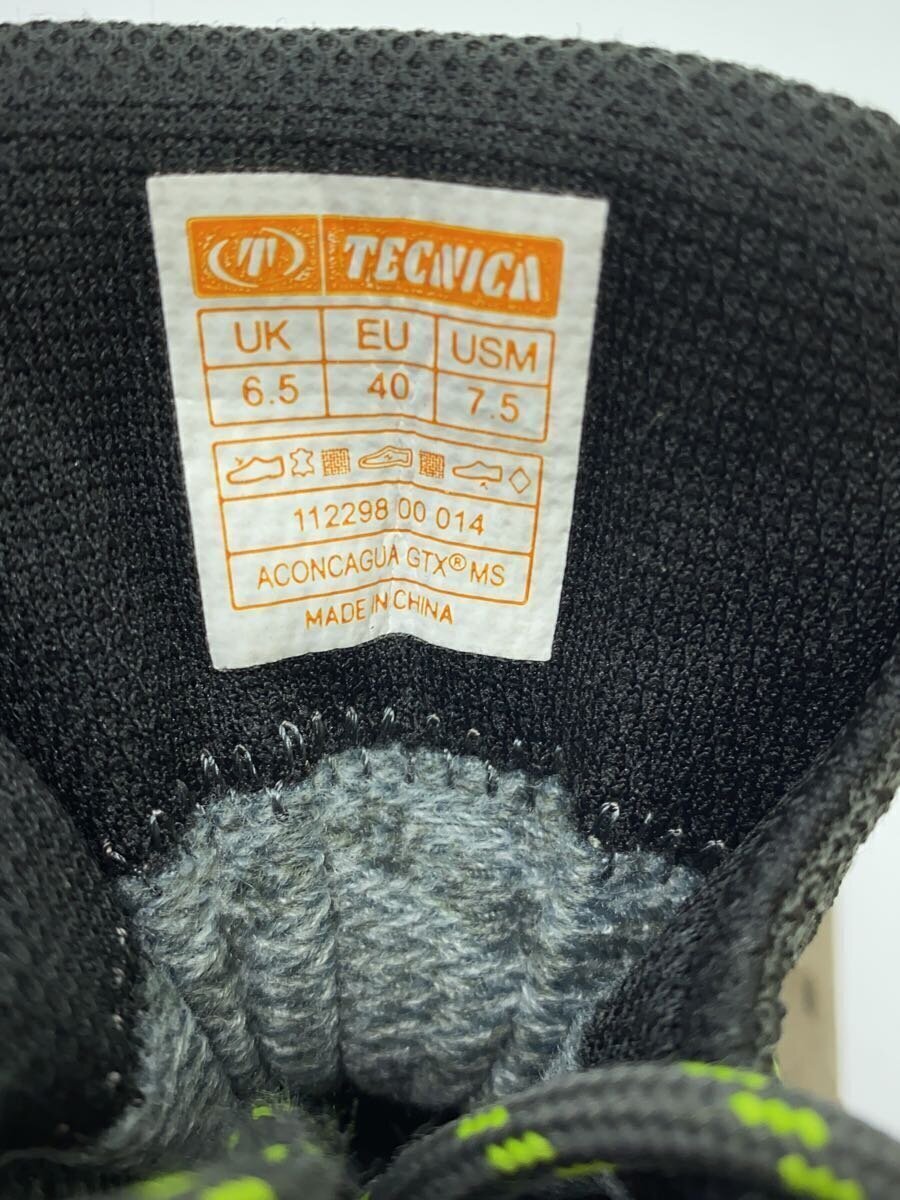 TECNICA
UK EU USM
6.5 40 7.5
112298 00 014
ACONCAGUA GTX® MS
MADE IN CHINA